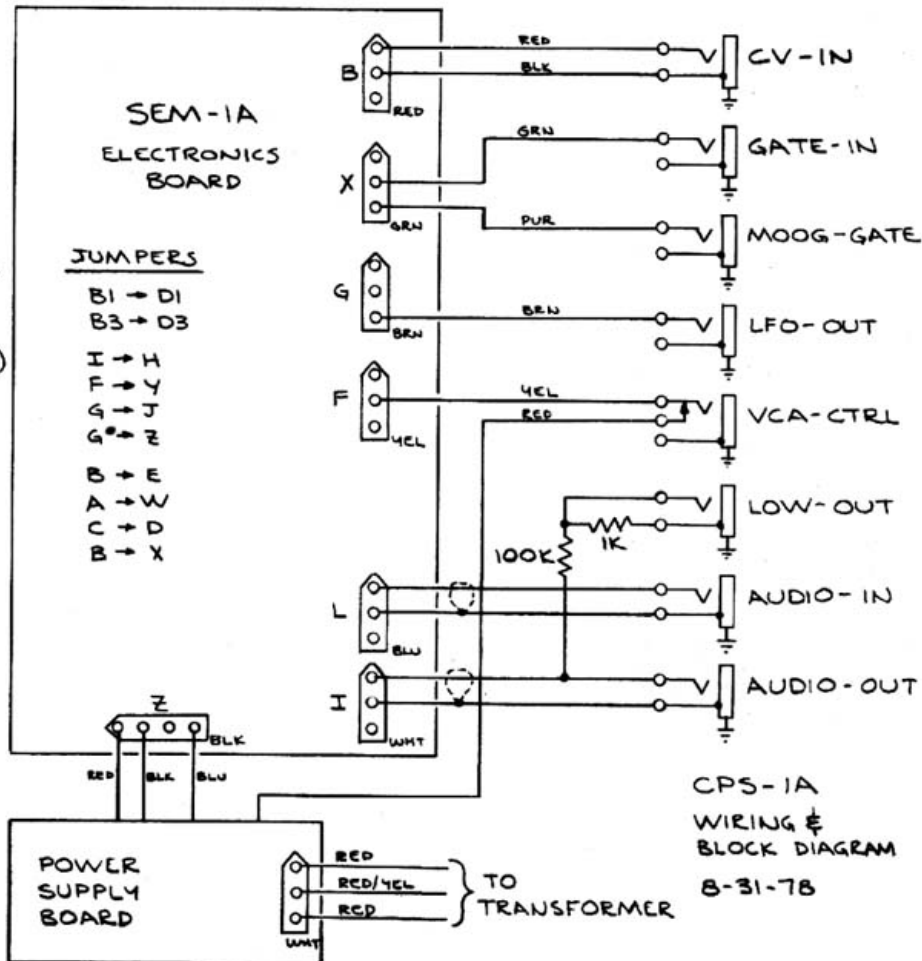 SEM-1A
ELECTRONICS
BOARD
JUMPERS
B1 → D1
B3 → D3
I → H
F → Y
G → J
G• → Z
B → E
A → W
C → D
B → X
B
RED
RED
BLK
CV-IN
X
GRN
GRN
PUR
GATE-IN
MOOG-GATE
G
BRN
BRN
LFO-OUT
F
YEL
YEL
RED
VCA-CTRL
100K
1K
LOW-OUT
L
BLU
AUDIO-IN
I
WHT
AUDIO-OUT
Z
BLK
RED
BLK
BLU
POWER
SUPPLY
BOARD
WHT
RED
RED/YEL
RED
TO
TRANSFORMER
CPS-1A
WIRING &
BLOCK DIAGRAM
8-31-78